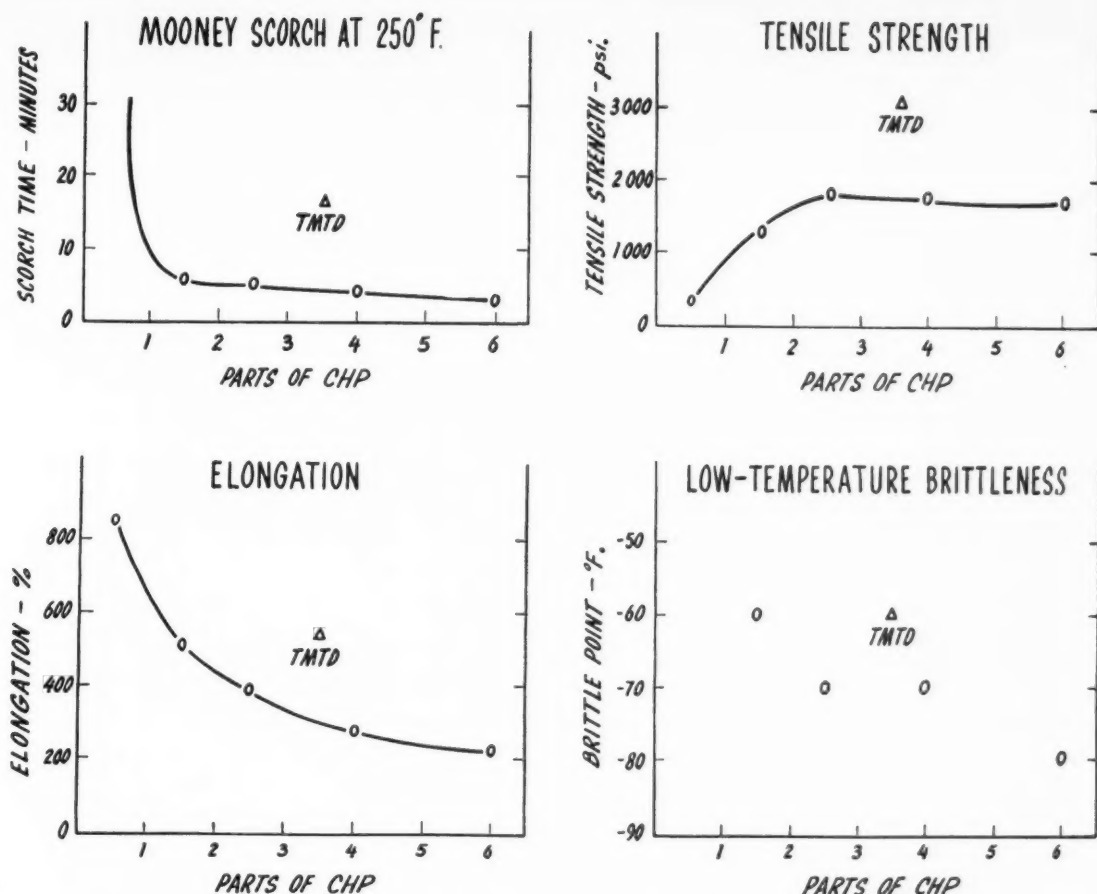 MOONEY SCORCH AT 250° F.
SCORCH TIME – MINUTES
30
20
10
0
TMTD
1 2 3 4 5 6
PARTS OF CHP
TENSILE STRENGTH
TENSILE STRENGTH – psi.
3000
2000
1000
0
TMTD
1 2 3 4 5 6
PARTS OF CHP
ELONGATION
ELONGATION – %
800
600
400
200
0
TMTD
1 2 3 4 5 6
PARTS OF CHP
LOW-TEMPERATURE BRITTLENESS
BRITTLE POINT – °F.
-50
-60
-70
-80
-90
TMTD
1 2 3 4 5 6
PARTS OF CHP